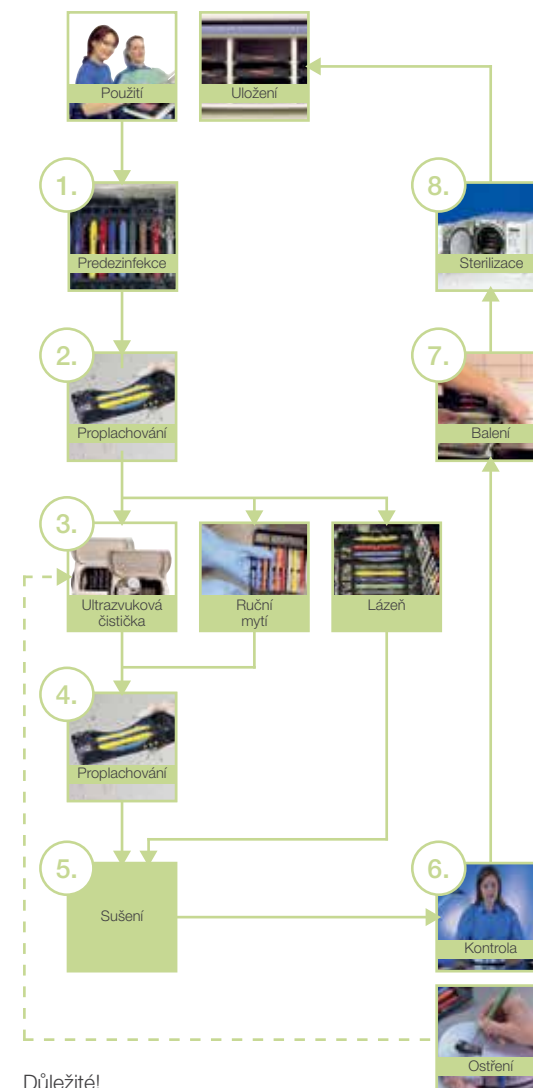 Použití
Uložení
1.
Predezinfekce
8.
Sterilizace
2.
Proplachování
7.
Balení
3.
Ultrazvuková
čistička
Ruční
mytí
Lázeň
4.
Proplachování
5.
Sušení
6.
Kontrola
Ostření
Důležité!